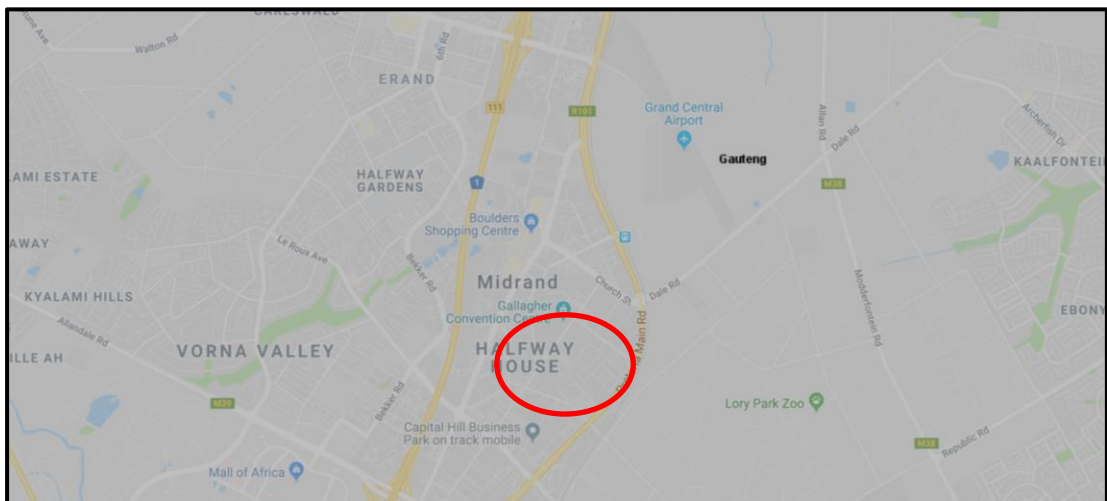 Walton Rd
6th Rd
ERAND
111
R101
Grand Central
Airport
Gauteng
Allan Rd
Dale Rd
Archerfish Dr
M38
AMI ESTATE
HALFWAY
GARDENS
1
Boulders
Shopping Centre
AWAY
Le Roux Ave
Bekker Rd
KYALAMI HILLS
Midrand
Church St
Dale Rd
Gallagher
Convention Centre
Modderfontein Rd
EBONY
Allandale Rd
ILLE AH
VORNA VALLEY
HALFWAY
HOUSE
Main Rd
M39
Bekker Rd
Lory Park Zoo
Capital Hill Business
Park on track mobile
M38
Republic Rd
Mall of Africa